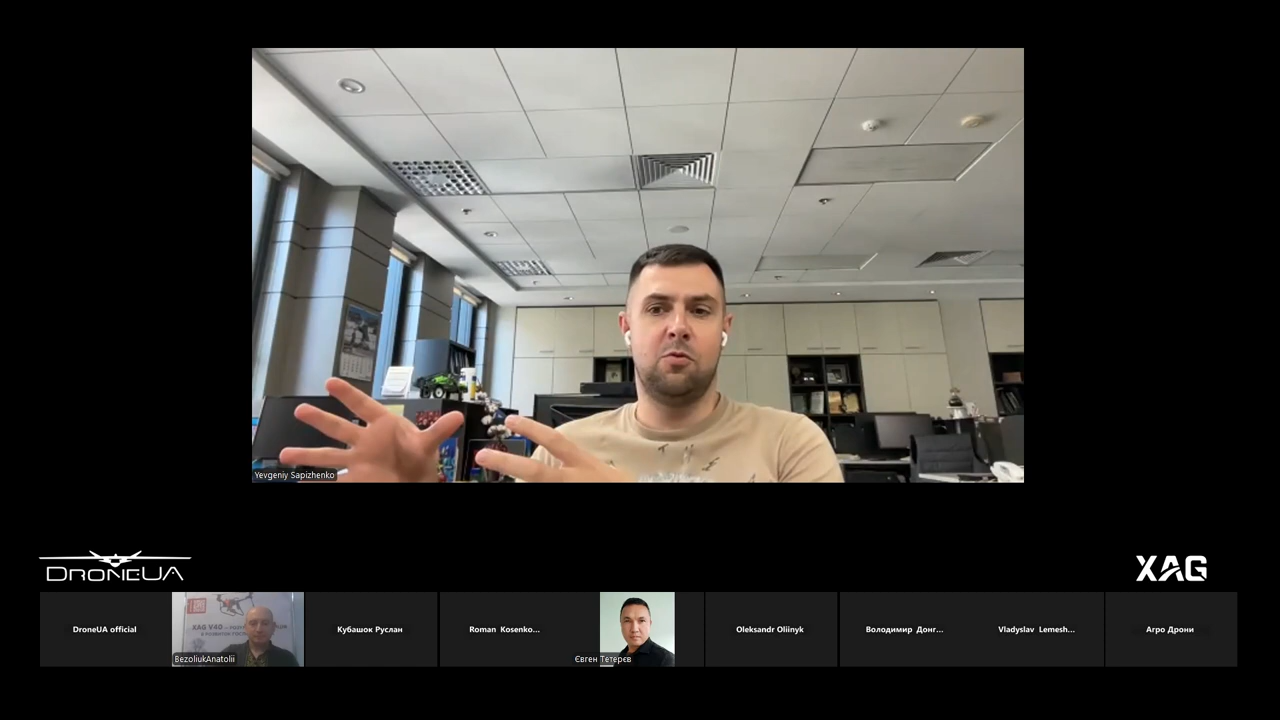 Yevgeniy Sapizhenko
DRONEUA
XAG
DroneUA official
XAG V40
BezoliukAnatolii
Кубашок Руслан
Roman Kosenko...
Євген Тетерєв
Oleksandr Oliinyk
Володимир Донг...
Vladyslav Lemesh...
Агро Дрони